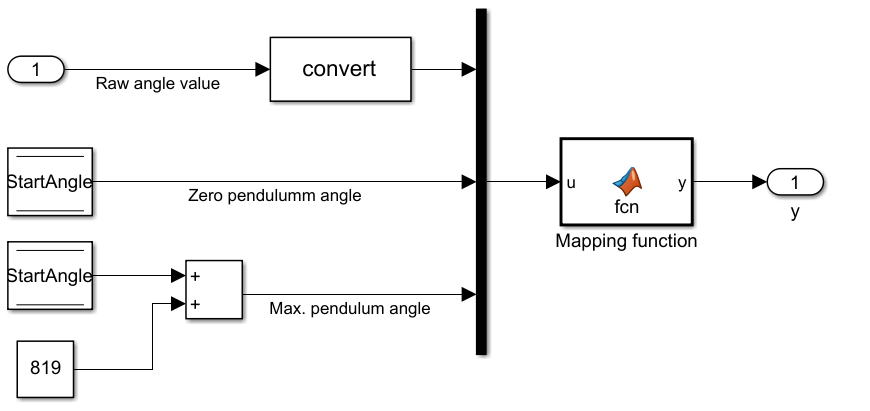 1
Raw angle value
convert
StartAngle
Zero pendulumm angle
StartAngle
+
+
Max. pendulum angle
819
u
fcn
y
Mapping function
1
y